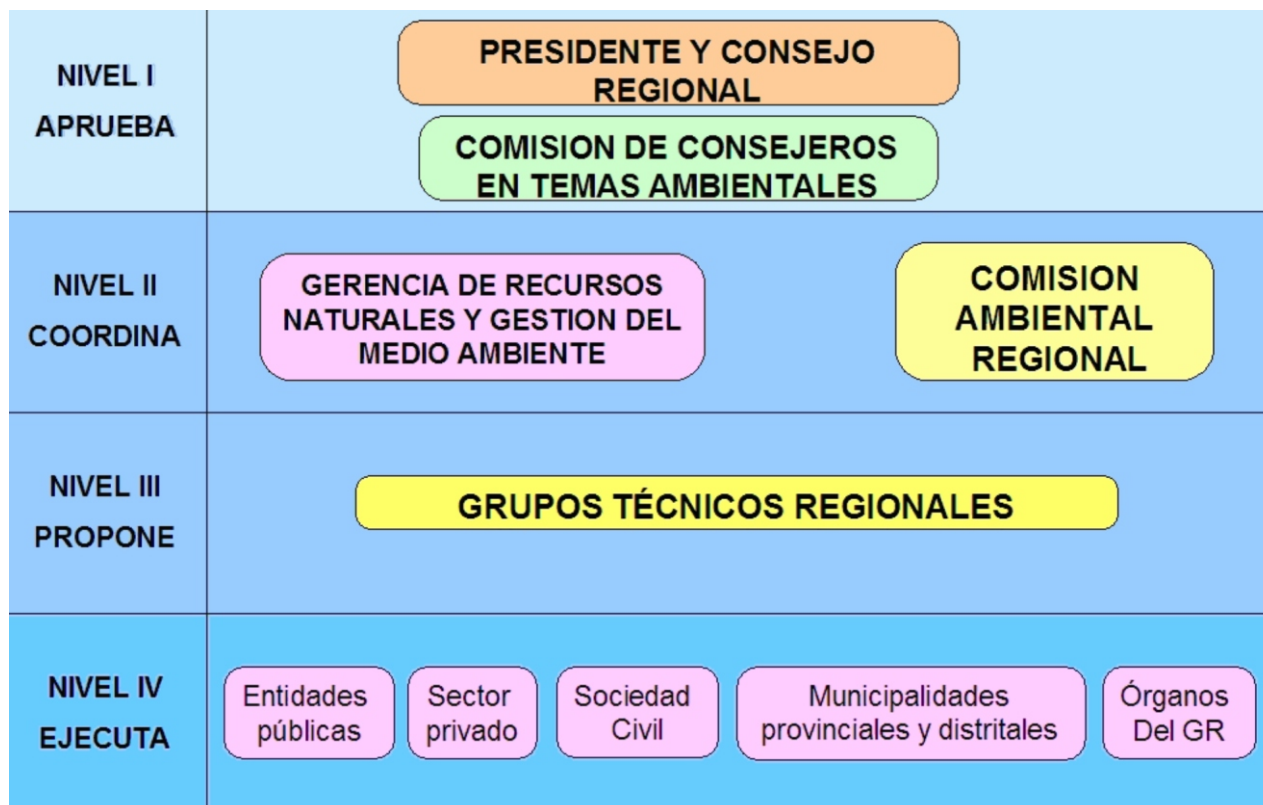 NIVEL I
APRUEBA
PRESIDENTE Y CONSEJO
REGIONAL
COMISION DE CONSEJEROS
EN TEMAS AMBIENTALES
NIVEL II
COORDINA
GERENCIA DE RECURSOS
NATURALES Y GESTION DEL
MEDIO AMBIENTE
COMISION
AMBIENTAL
REGIONAL
NIVEL III
PROPONE
GRUPOS TÉCNICOS REGIONALES
NIVEL IV
EJECUTA
Entidades
públicas
Sector
privado
Sociedad
Civil
Municipalidades
provinciales y distritales
Órganos
Del GR